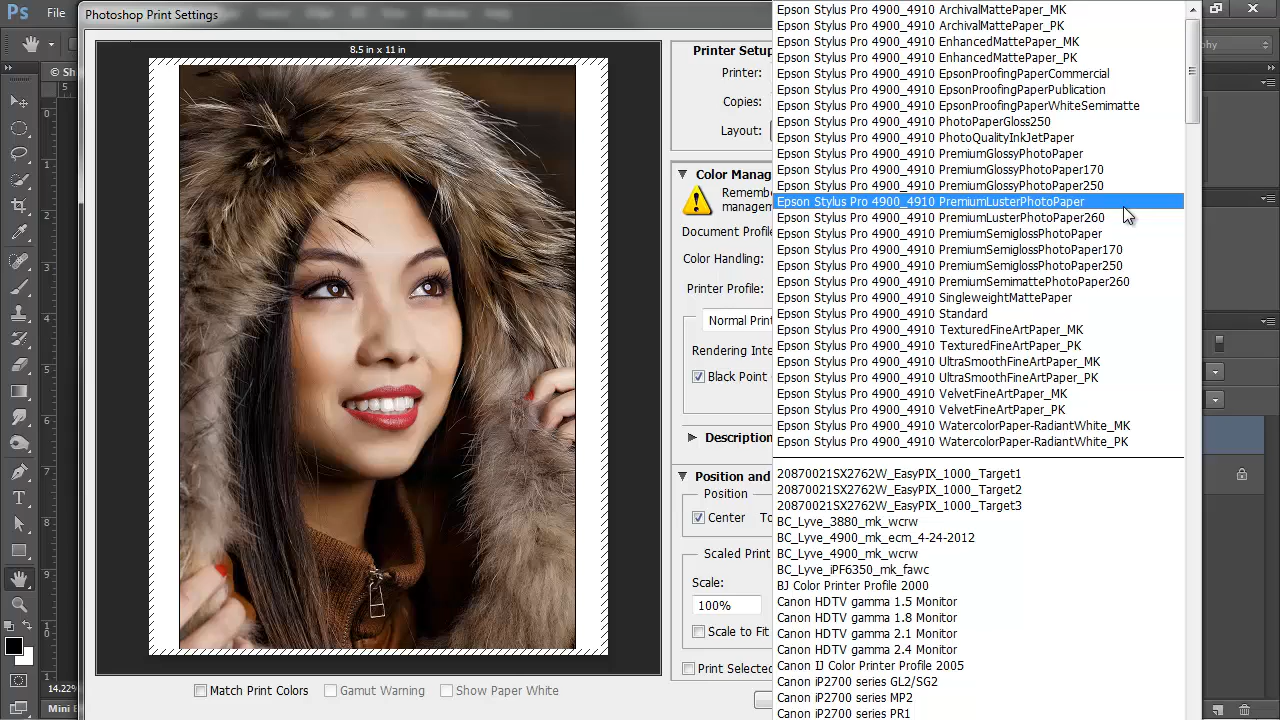 Ps File
Photoshop Print Settings
© Sh
8.5 in x 11 in
Printer Setup
Printer:
Copies:
Layout:
Color Manag
Rememb
managem
Document Profile
Color Handling:
Printer Profile:
Normal Print
Rendering Inte
Black Point
Description
Position and
Position
Center To
Scaled Print
Scale:
100%
Scale to Fit
Print Selected
Match Print Colors Gamut Warning Show Paper White
14.22%
Mini B
Epson Stylus Pro 4900_4910 ArchivalMattePaper_MK
Epson Stylus Pro 4900_4910 ArchivalMattePaper_PK
Epson Stylus Pro 4900_4910 EnhancedMattePaper_MK
Epson Stylus Pro 4900_4910 EnhancedMattePaper_PK
Epson Stylus Pro 4900_4910 EpsonProofingPaperCommercial
Epson Stylus Pro 4900_4910 EpsonProofingPaperPublication
Epson Stylus Pro 4900_4910 EpsonProofingPaperWhiteSemimatte
Epson Stylus Pro 4900_4910 PhotoPaperGloss250
Epson Stylus Pro 4900_4910 PhotoQualityInkJetPaper
Epson Stylus Pro 4900_4910 PremiumGlossyPhotoPaper
Epson Stylus Pro 4900_4910 PremiumGlossyPhotoPaper170
Epson Stylus Pro 4900_4910 PremiumGlossyPhotoPaper250
Epson Stylus Pro 4900_4910 PremiumLusterPhotoPaper
Epson Stylus Pro 4900_4910 PremiumLusterPhotoPaper260
Epson Stylus Pro 4900_4910 PremiumSemiglossPhotoPaper
Epson Stylus Pro 4900_4910 PremiumSemiglossPhotoPaper170
Epson Stylus Pro 4900_4910 PremiumSemiglossPhotoPaper250
Epson Stylus Pro 4900_4910 PremiumSemimattePhotoPaper260
Epson Stylus Pro 4900_4910 SingleweightMattePaper
Epson Stylus Pro 4900_4910 Standard
Epson Stylus Pro 4900_4910 TexturedFineArtPaper_MK
Epson Stylus Pro 4900_4910 TexturedFineArtPaper_PK
Epson Stylus Pro 4900_4910 UltraSmoothFineArtPaper_MK
Epson Stylus Pro 4900_4910 UltraSmoothFineArtPaper_PK
Epson Stylus Pro 4900_4910 VelvetFineArtPaper_MK
Epson Stylus Pro 4900_4910 VelvetFineArtPaper_PK
Epson Stylus Pro 4900_4910 WatercolorPaper-RadiantWhite_MK
Epson Stylus Pro 4900_4910 WatercolorPaper-RadiantWhite_PK
20870021SX2762W_EasyPIX_1000_Target1
20870021SX2762W_EasyPIX_1000_Target2
20870021SX2762W_EasyPIX_1000_Target3
BC_Lyve_3880_mk_wcrw
BC_Lyve_4900_mk_ecm_4-24-2012
BC_Lyve_4900_mk_wcrw
BC_Lyve_iPF6350_mk_fawc
BJ Color Printer Profile 2000
Canon HDTV gamma 1.5 Monitor
Canon HDTV gamma 1.8 Monitor
Canon HDTV gamma 2.1 Monitor
Canon HDTV gamma 2.4 Monitor
Canon IJ Color Printer Profile 2005
Canon iP2700 series GL2/SG2
Canon iP2700 series MP2
Canon iP2700 series PR1
phy